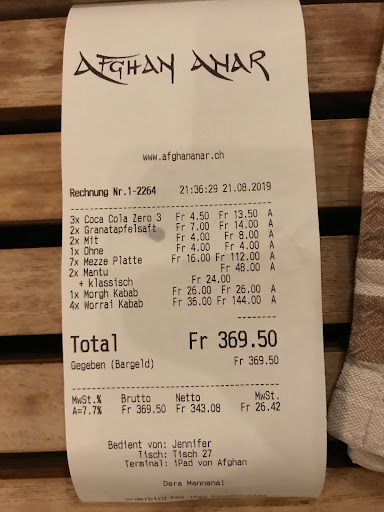 AFGHAN ANAR
www.afghananar.ch
Rechnung Nr.1-2264 21:36:29 21.08.2019
3x Coca Cola Zero 3 Fr 4.50 Fr 13.50 A
2x Granatapfelsaft Fr 7.00 Fr 14.00 A
2x Mit Fr 4.00 Fr 8.00 A
1x Ohne Fr 4.00 Fr 4.00 A
7x Mezze Platte Fr 16.00 Fr 112.00 A
2x Mantu Fr 48.00 A
+ klassisch Fr 24.00
1x Morgh Kabab Fr 26.00 Fr 26.00 A
4x Worrai Kabab Fr 36.00 Fr 144.00 A
Total Fr 369.50
Gegeben (Bargeld) Fr 369.50
MwSt.% Brutto Netto MwSt.
A=7.7% Fr 369.50 Fr 343.08 Fr 26.42
Bedient von: Jennifer
Tisch: Tisch 27
Terminal: iPad von Afghan
Dera Mannana!